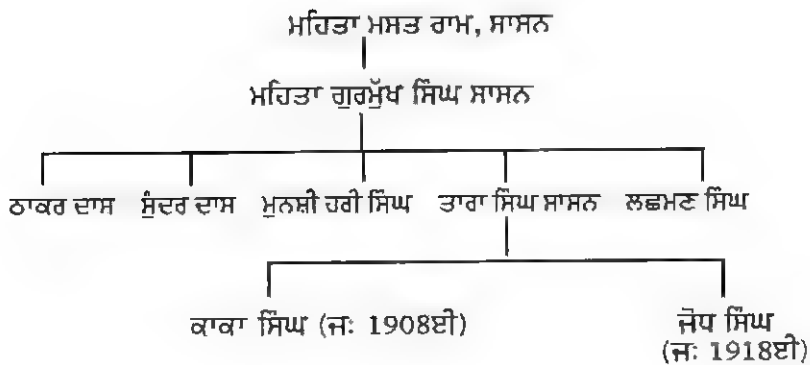 ਮਹਿਤਾ ਮਸਤ ਰਾਮ, ਸਾਸਨ
ਮਹਿਤਾ ਗੁਰਮੁੱਖ ਸਿੰਘ ਸਾਸਨ
ਠਾਕਰ ਦਾਸ ਸੁੰਦਰ ਦਾਸ ਮੁਨਸ਼ੀ ਹਰੀ ਸਿੰਘ ਤਾਰਾ ਸਿੰਘ ਸਾਸਨ ਲਛਮਣ ਸਿੰਘ
ਕਾਕਾ ਸਿੰਘ (ਜਃ 1908ਈ) ਜੋਧ ਸਿੰਘ
(ਜਃ 1918ਈ)